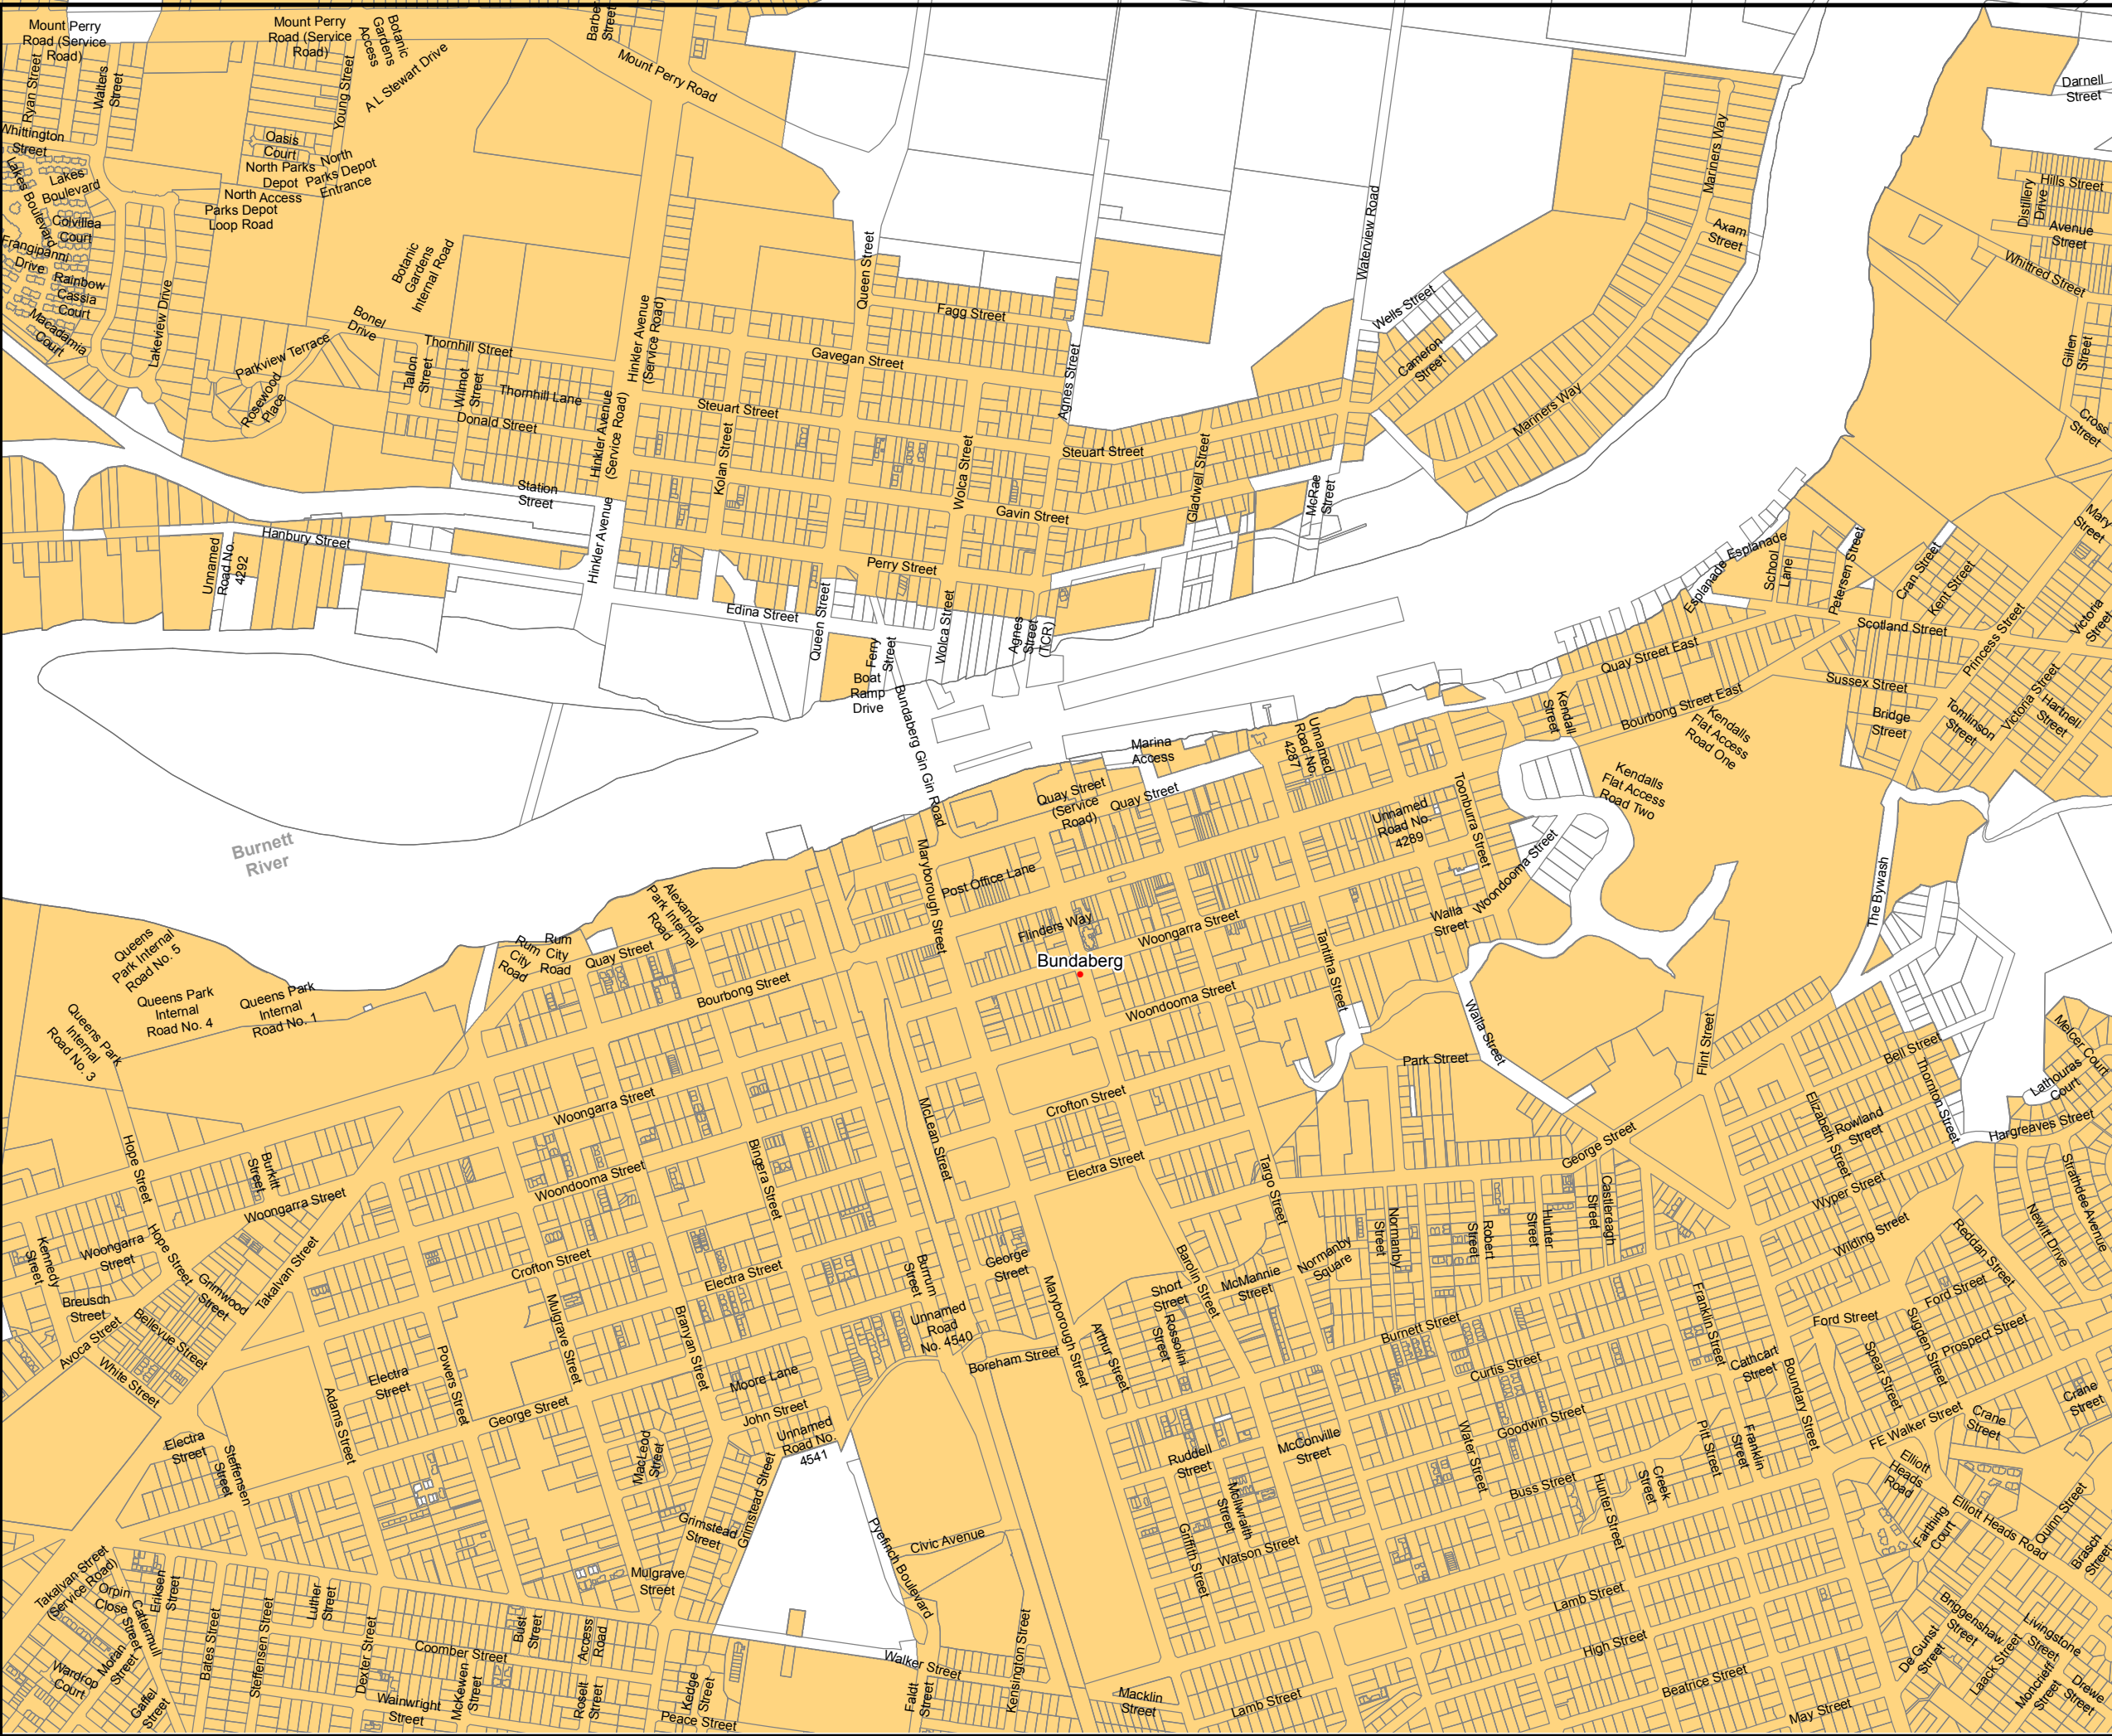 Mount Perry
Road (Service
Road)
Mount Perry
Road (Service
Road)
Botanic
Gardens
Access
A L Stewart Drive
Barber
Street
Mount Perry Road
Ryan Street
Walters
Street
Young Street
Darnell
Street
Whittington
Street
Oasis
Court
North Parks
Depot
Access
North
Parks Depot
Entrance
North
Parks Depot
Loop Road
Lakes Boulevard
Lakes
Boulevard
Colvillea
Court
Frangipanni
Drive
Rainbow
Cassia
Court
Macadamia
Court
Lakeview Drive
Botanic
Gardens
Internal Road
Bonel
Drive
Parkview Terrace
Rosewood
Place
Thornhill Street
Tallon
Street
Wilmot
Street
Thornhill Lane
Donald Street
Hinkler Avenue
(Service Road)
Hinkler Avenue
(Service Road)
Hinkler Avenue
Station
Street
Hanbury Street
Unnamed
Road No.
4292
Queen Street
Fagg Street
Gavegan Street
Steuart Street
Steuart Street
Kolan Street
Wolca Street
Agnes Street
Gavin Street
Perry Street
Edina Street
Queen Street
Ferry
Street
Boat
Ramp
Drive
Wolca Street
Agnes
Street
(TCR)
Gladwell Street
McRae
Street
Waterview Road
Wells Street
Cameron
Street
Mariners Way
Mariners Way
Axam
Street
Hills Street
Distillery
Drive
Avenue
Street
Whittred Street
Gillen
Street
Cross
Street
Mary
Street
Esplanade
Esplanade
School
Lane
Petersen Street
Cran Street
Kent Street
Scotland Street
Princess Street
Victoria
Street
Victoria Street
Hartnell
Street
Tomlinson
Street
Sussex Street
Bridge
Street
Quay Street East
Bourbong Street East
Kendall
Street
Kendalls
Flat Access
Road One
Kendalls
Flat Access
Road Two
The Bywash
Burnett
River
Bundaberg Gin Gin Road
Marina
Access
Quay Street
(Service
Road)
Quay Street
Unnamed
Road No.
4287
Unnamed
Road No.
4289
Toonburra Street
Woondooma Street
Walla
Street
Walla Street
Post Office Lane
Maryborough Street
Flinders Way
Woongarra Street
Bundaberg
Woondooma Street
Tantitha Street
Alexandra
Park Internal
Road
Rum
City
Road
Rum
City
Road
Quay Street
Bourbong Street
Queens
Park Internal
Road No. 5
Queens Park
Internal
Road No. 4
Queens Park
Internal
Road No. 1
Queens Park
Internal
Road No. 3
Hope Street
Hope Street
Burkitt
Street
Woongarra Street
Woongarra Street
Woongarra
Street
Kennedy
Street
Breusch
Street
Avoca Street
White Street
Bellevue Street
Grimwood
Street
Takalvan Street
Woondooma Street
Crofton Street
Electra Street
Bingera Street
McLean Street
Crofton Street
Electra Street
Targo Street
Park Street
George Street
Flint Street
Bell Street
Thornton Street
Elizabeth Street
Rowland
Street
Wyper Street
Wilding Street
Melcer Court
Lathouras
Court
Hargreaves Street
Strathdee Avenue
Newitt Drive
Reddan Street
Ford Street
Ford Street
Sugden Street
Prospect Street
Spear Street
Boundary Street
Cathcart
Street
Franklin Street
Castlereagh
Street
Hunter
Street
Robert
Street
Normanby
Street
Normanby
Square
McMannie
Street
Short
Street
Barolin Street
Rossolini
Street
Arthur Street
Maryborough Street
George
Street
Burrum
Street
Unnamed
Road
No. 4540
Boreham Street
Mulgrave Street
Branyan Street
Moore Lane
John Street
Unnamed
Road No.
4541
George Street
Powers Street
Electra
Street
Adams Street
Electra
Street
Steffensen
Street
MacLeod
Street
Grimstead
Street
Grimstead Street
Mulgrave
Street
Civic Avenue
Pyefinch Boulevard
Walker Street
Faldt
Street
Kensington Street
Macklin
Street
Lamb Street
Burnett Street
Curtis Street
Goodwin Street
Water Street
McConville
Street
Ruddell
Street
McIlwraith
Street
Griffith Street
Watson Street
Buss Street
Hunter Street
Creek
Street
Pitt Street
Franklin
Street
FE Walker Street
Crane
Street
Crane
Street
Elliott
Heads
Road
Elliott Heads Road
Farthing
Court
Quinn Street
Brasch
Street
Briggenshaw
Street
Livingstone
Street
De Gunst
Street
Laack Street
Moncrieff
Street
Drewe
Street
Lamb Street
High Street
Beatrice Street
May Street
Takalvan Street
(Service Road)
Orpin
Close
Cattermull
Street
Eriksen
Street
Moran
Street
Wardrop
Court
Gaffel
Street
Bates Street
Steffensen Street
Luther
Street
Dexter Street
Coomber Street
Bust
Street
Access
Road
McKewen
Street
Wainwright
Street
Roselt
Street
Kedge
Street
Peace Street